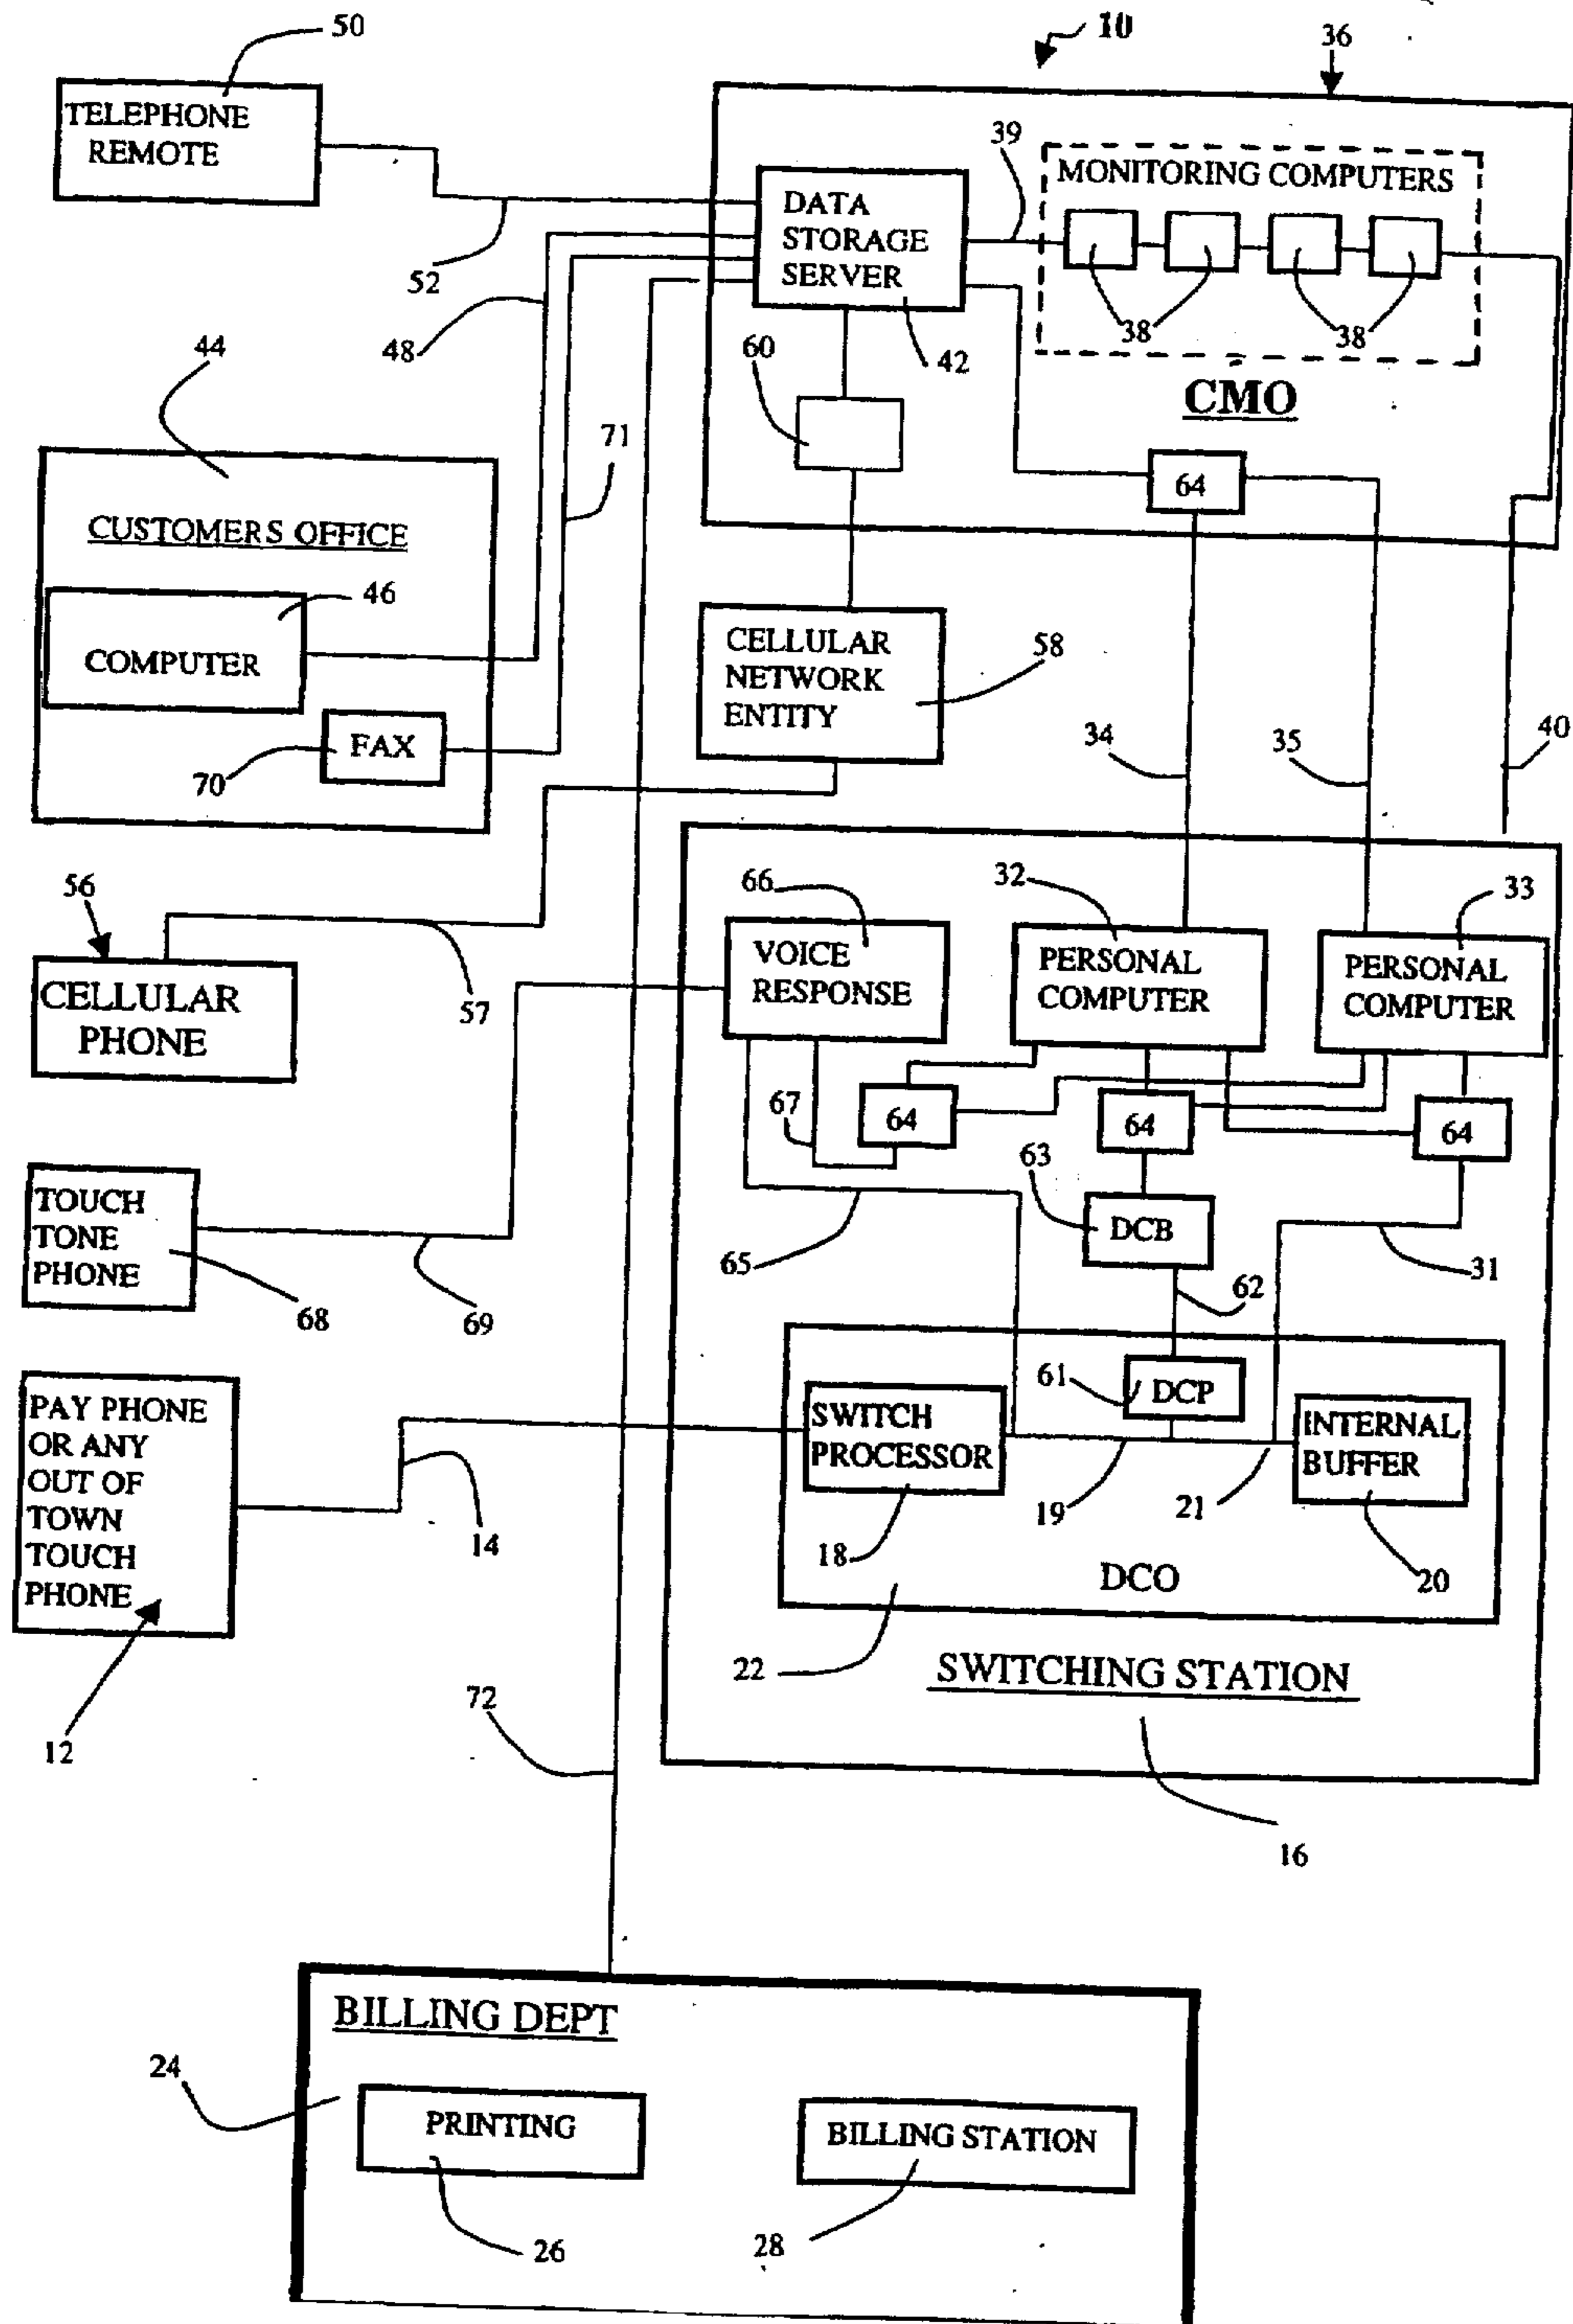 50
10
36
TELEPHONE
REMOTE
39
MONITORING COMPUTERS
DATA
STORAGE
SERVER
52
38
38
48
60
42
44
CMO
71
64
CUSTOMERS OFFICE
46
COMPUTER
CELLULAR
NETWORK
ENTITY
58
FAX
70
34
35
40
56
66
32
33
VOICE
RESPONSE
PERSONAL
COMPUTER
PERSONAL
COMPUTER
CELLULAR
PHONE
57
67
64
64
64
63
TOUCH
TONE
PHONE
DCB
65
31
62
68
69
61
DCP
PAY PHONE
OR ANY
OUT OF
TOWN
TOUCH
PHONE
SWITCH
PROCESSOR
INTERNAL
BUFFER
19
21
14
18
DCO
20
22
SWITCHING STATION
72
12
16
BILLING DEPT
24
PRINTING
BILLING STATION
26
28